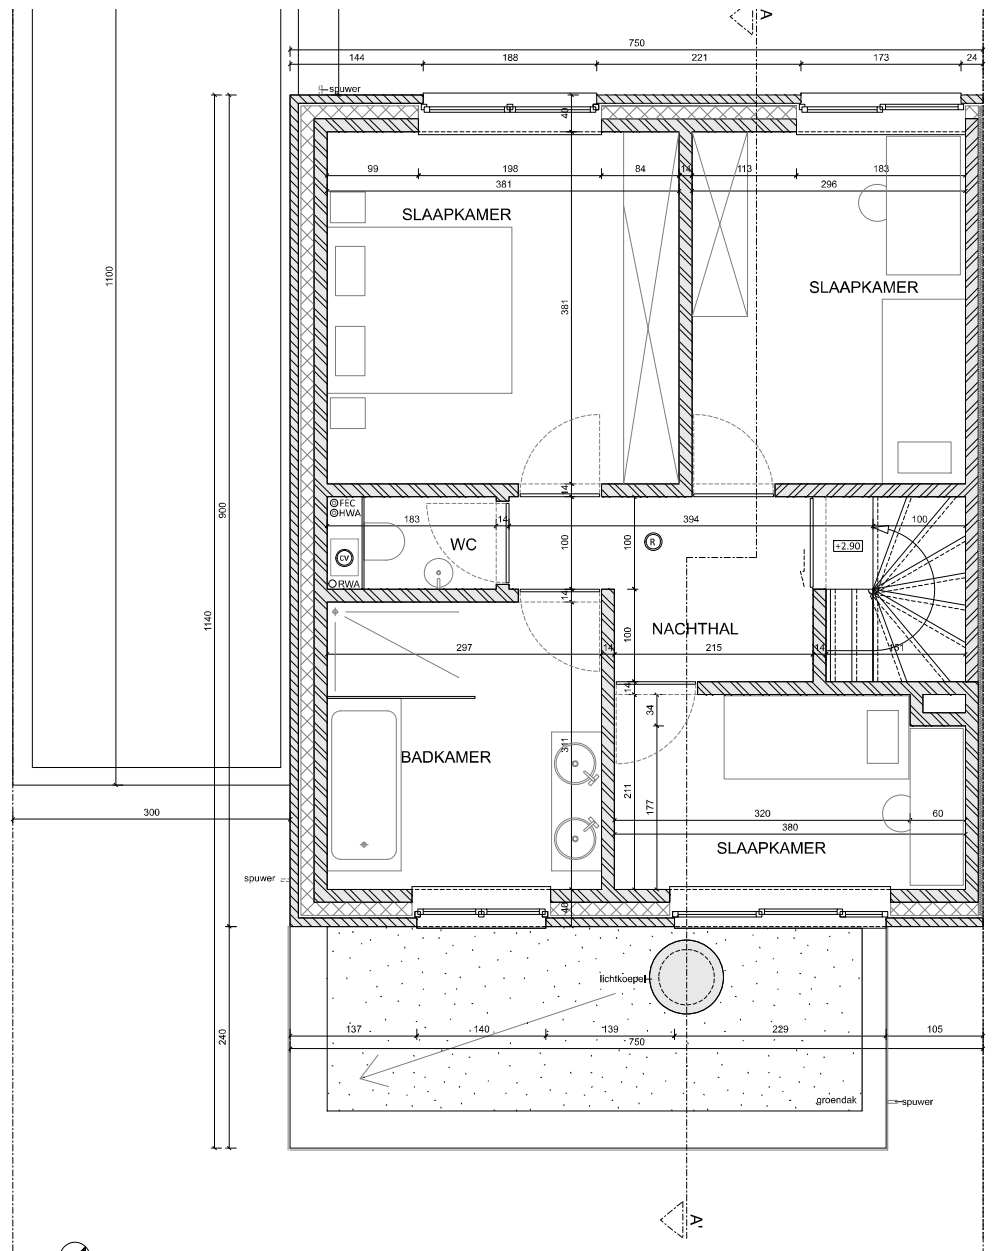 A
750
144 188 221 173 24
spuwer
40
99 198 84 14 113 183
381 296
SLAAPKAMER
1100
SLAAPKAMER
381
14 14
FEC
HWA
183 14 394 100
900
WC
100 100
R
+2.90
CV
RWA
14
1140
NACHTHAL
100
297 14 215 14 161
14
34
311
BADKAMER
211
177
300
320 60
380
SLAAPKAMER
spuwer
40
lichtkoepel
240
137 140 139 229 105
750
groendak
spuwer
A'